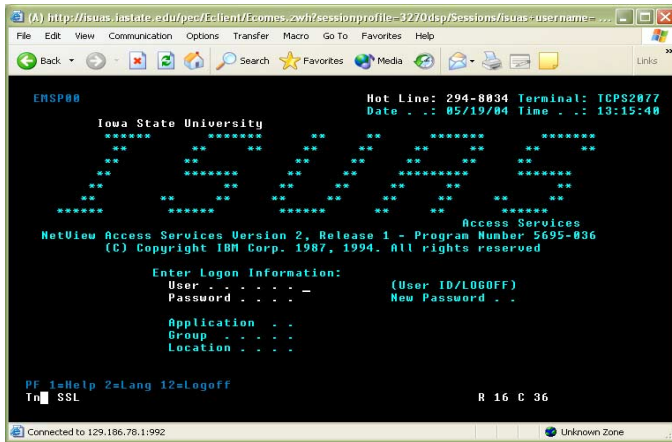 (A) http://isuas.iastate.edu/pec/Eclient/Ecomes.zwh?sessionprofile=3270dsp/Sessions/isuas~username= ...
File Edit View Communication Options Transfer Macro Go To Favorites Help
Back Search Favorites Media Links
EMSP00 Hot Line: 294-8034 Terminal: TCPS2077
Date . .: 05/19/04 Time . .: 13:15:40
Iowa State University
ISUAS
Access Services
NetView Access Services Version 2, Release 1 - Program Number 5695-036
(C) Copyright IBM Corp. 1987, 1994. All rights reserved
Enter Logon Information:
User . . . . . . _ (User ID/LOGOFF)
Password . . . . New Password . .
Application . .
Group . . . . .
Location . . . .
PF 1=Help 2=Lang 12=Logoff
Tn SSL R 16 C 36
Connected to 129.186.78.1:992 Unknown Zone